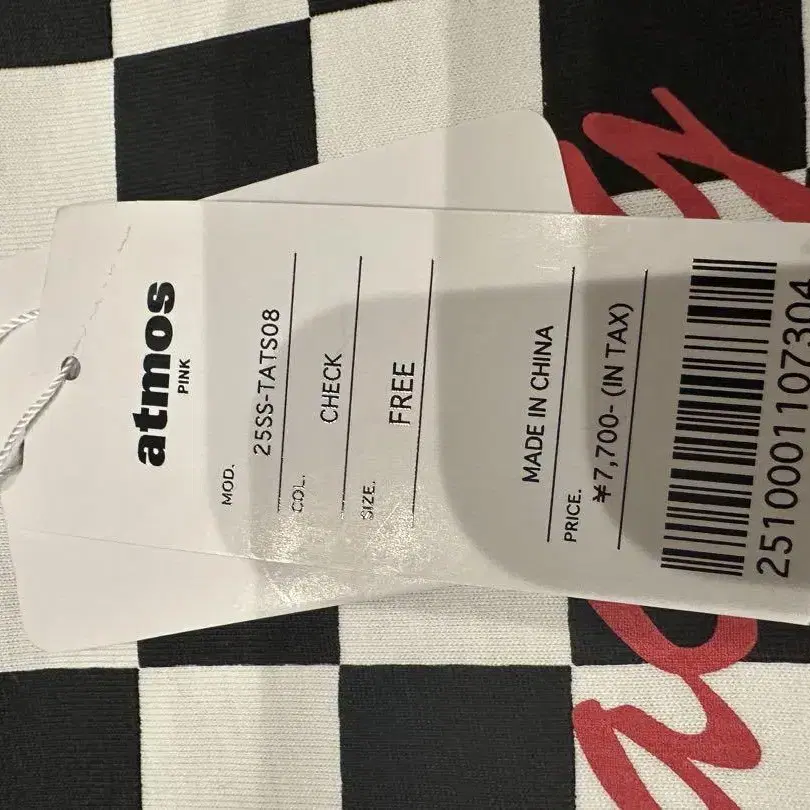 atmos
PINK
MOD.
25SS-TATS08
COL.
CHECK
SIZE.
FREE
MADE IN CHINA
PRICE.
¥7,700- (IN TAX)
2510001107304